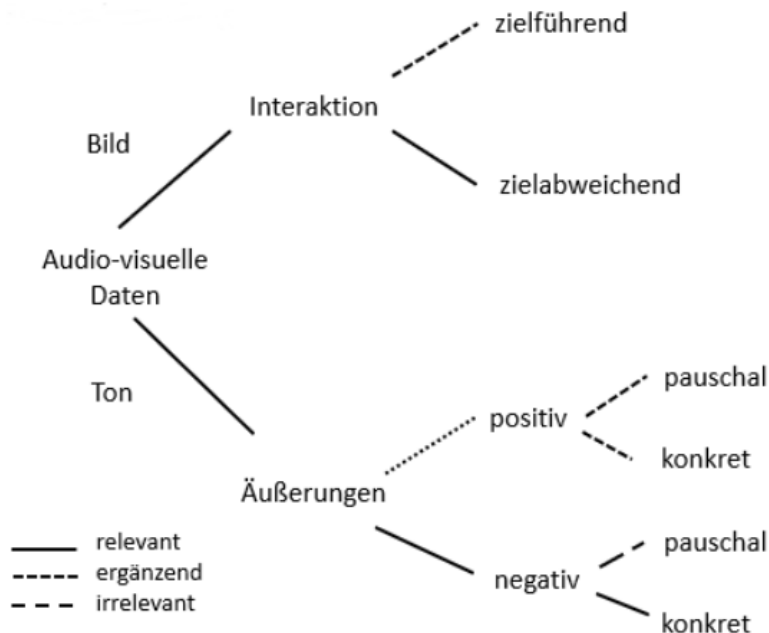 zielführend
Interaktion
Bild
zielabweichend
Audio-visuelle
Daten
Ton
pauschal
positiv
konkret
Äußerungen
pauschal
negativ
konkret
relevant
ergänzend
irrelevant